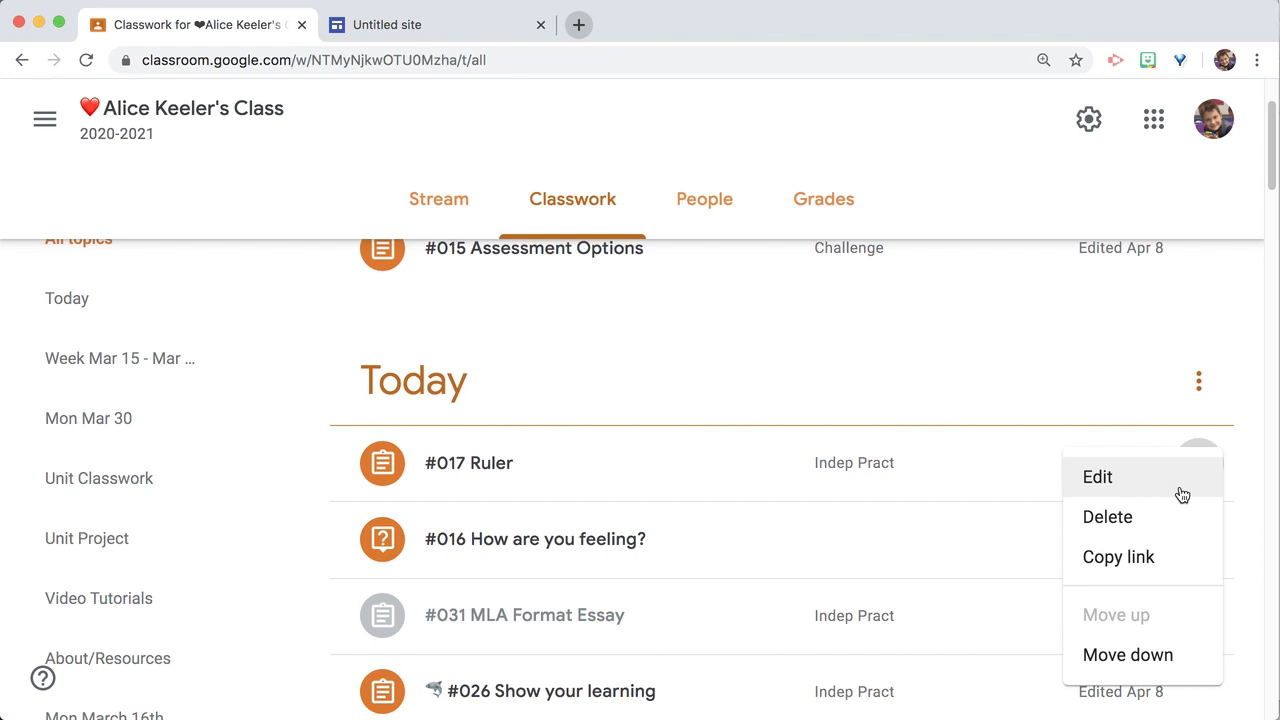 Classwork for ❤Alice Keeler's
Untitled site
classroom.google.com/w/NTMyNjkwOTU0Mzha/t/all
❤️Alice Keeler's Class
2020-2021
Stream
Classwork
People
Grades
All topics
#015 Assessment Options
Challenge
Edited Apr 8
Today
Week Mar 15 - Mar ...
Mon Mar 30
Unit Classwork
Unit Project
Video Tutorials
About/Resources
Mon March 16th
Today
#017 Ruler
Indep Pract
#016 How are you feeling?
#031 MLA Format Essay
Indep Pract
🦈 #026 Show your learning
Indep Pract
Edited Apr 8
Edit
Delete
Copy link
Move up
Move down